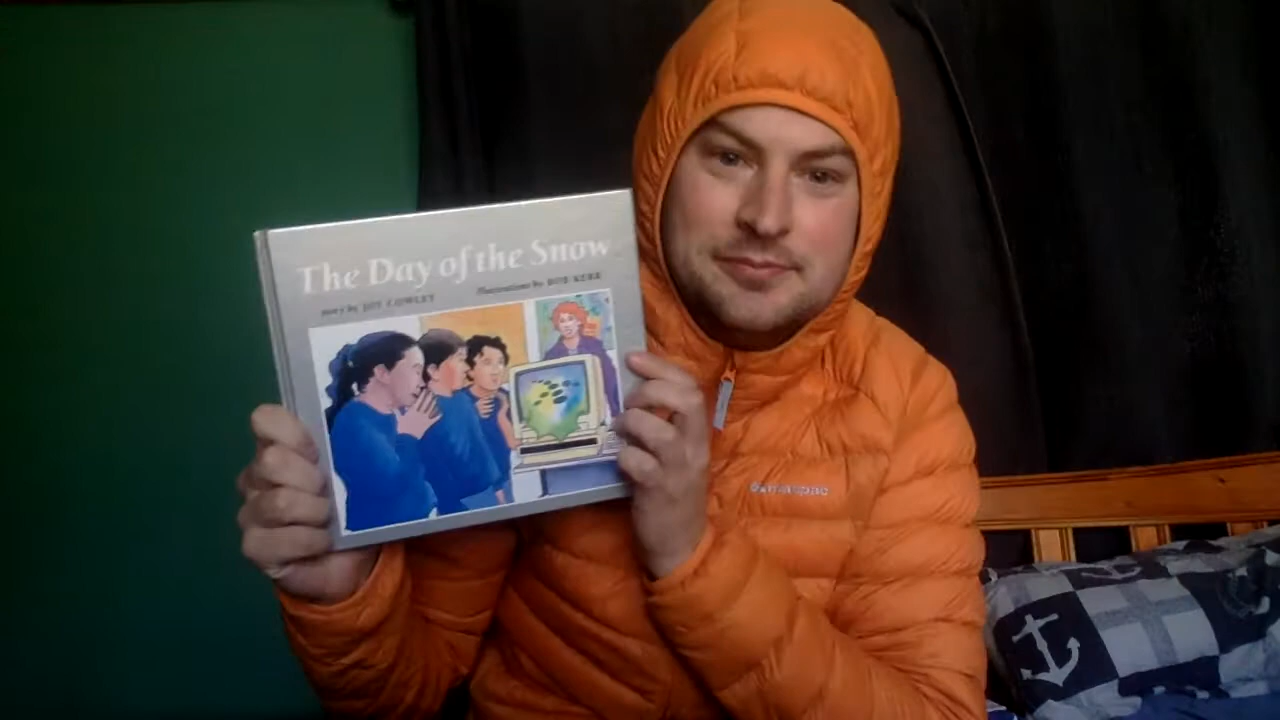 The Day of the Snow
story by JOY COWLEY
illustrations by BOB KERR